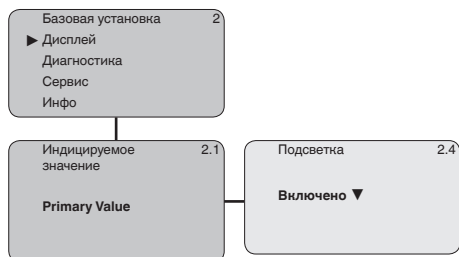 Базовая установка 2
▶ Дисплей
Диагностика
Сервис
Инфо
Индицируемое 2.1
значение
Primary Value
Подсветка 2.4
Включено ▼